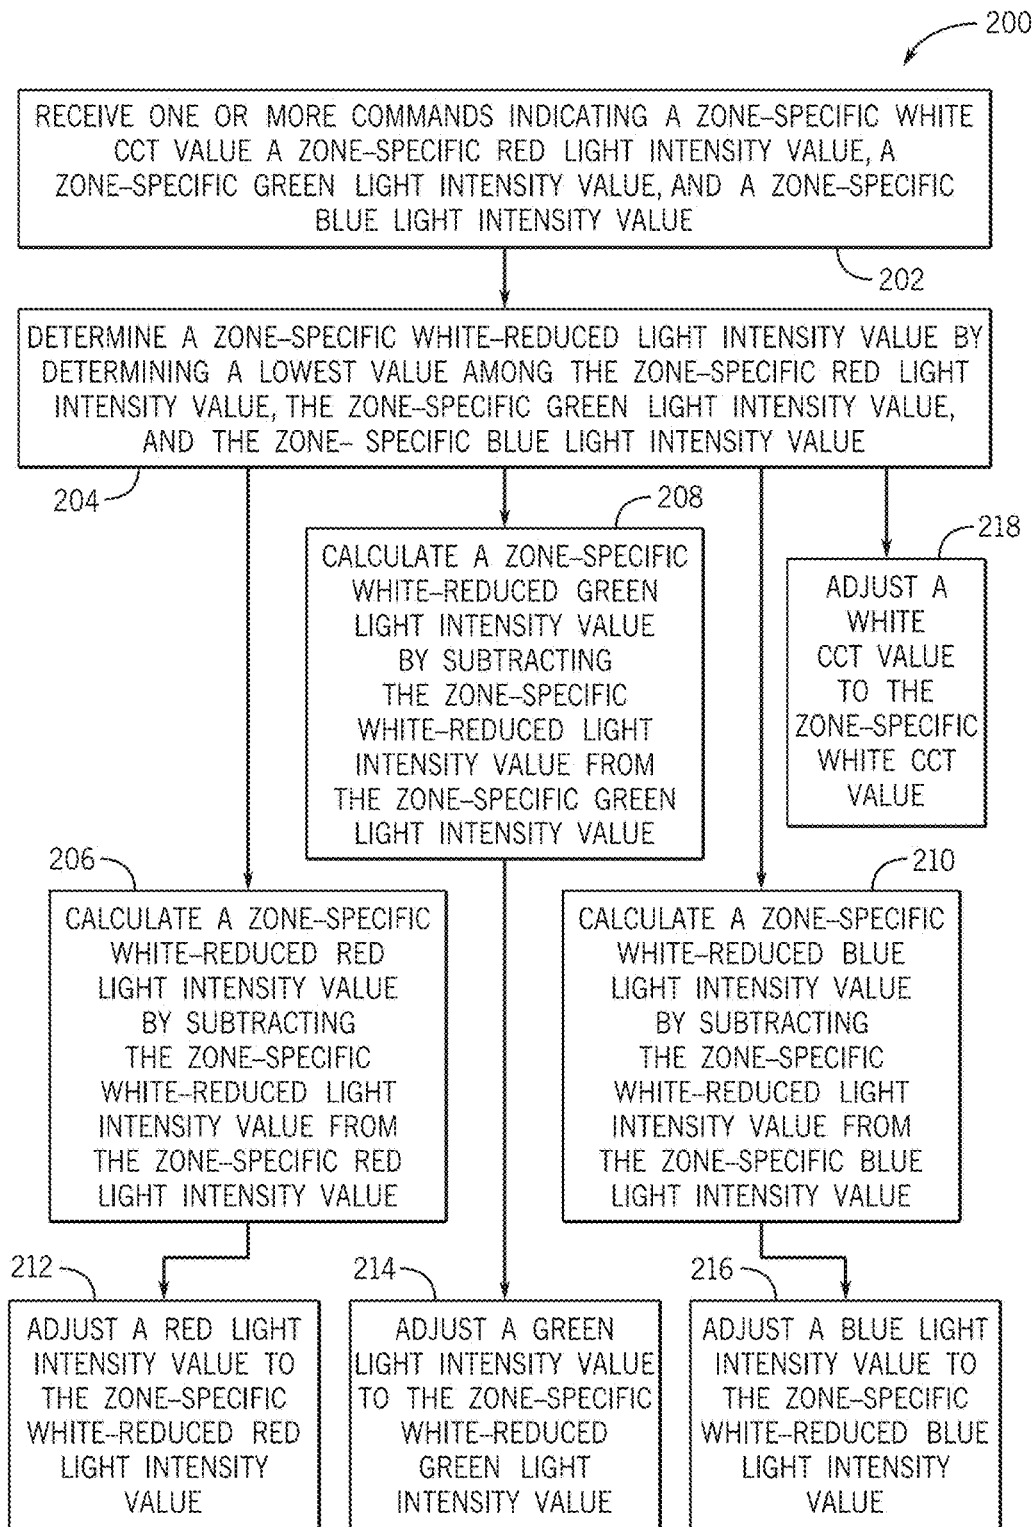 200
RECEIVE ONE OR MORE COMMANDS INDICATING A ZONE-SPECIFIC WHITE
CCT VALUE A ZONE-SPECIFIC RED LIGHT INTENSITY VALUE, A
ZONE-SPECIFIC GREEN LIGHT INTENSITY VALUE, AND A ZONE-SPECIFIC
BLUE LIGHT INTENSITY VALUE
202
DETERMINE A ZONE-SPECIFIC WHITE-REDUCED LIGHT INTENSITY VALUE BY
DETERMINING A LOWEST VALUE AMONG THE ZONE-SPECIFIC RED LIGHT
INTENSITY VALUE, THE ZONE-SPECIFIC GREEN LIGHT INTENSITY VALUE,
AND THE ZONE- SPECIFIC BLUE LIGHT INTENSITY VALUE
204
208
CALCULATE A ZONE-SPECIFIC
WHITE-REDUCED GREEN
LIGHT INTENSITY VALUE
BY SUBTRACTING
THE ZONE-SPECIFIC
WHITE-REDUCED LIGHT
INTENSITY VALUE FROM
THE ZONE-SPECIFIC GREEN
LIGHT INTENSITY VALUE
218
ADJUST A
WHITE
CCT VALUE
TO THE
ZONE-SPECIFIC
WHITE CCT
VALUE
206
CALCULATE A ZONE-SPECIFIC
WHITE-REDUCED RED
LIGHT INTENSITY VALUE
BY SUBTRACTING
THE ZONE-SPECIFIC
WHITE-REDUCED LIGHT
INTENSITY VALUE FROM
THE ZONE-SPECIFIC RED
LIGHT INTENSITY VALUE
210
CALCULATE A ZONE-SPECIFIC
WHITE-REDUCED BLUE
LIGHT INTENSITY VALUE
BY SUBTRACTING
THE ZONE-SPECIFIC
WHITE-REDUCED LIGHT
INTENSITY VALUE FROM
THE ZONE-SPECIFIC BLUE
LIGHT INTENSITY VALUE
212
ADJUST A RED LIGHT
INTENSITY VALUE TO
THE ZONE-SPECIFIC
WHITE-REDUCED RED
LIGHT INTENSITY
VALUE
214
ADJUST A GREEN
LIGHT INTENSITY VALUE
TO THE ZONE-SPECIFIC
WHITE-REDUCED
GREEN LIGHT
INTENSITY VALUE
216
ADJUST A BLUE LIGHT
INTENSITY VALUE TO
THE ZONE-SPECIFIC
WHITE-REDUCED BLUE
LIGHT INTENSITY
VALUE